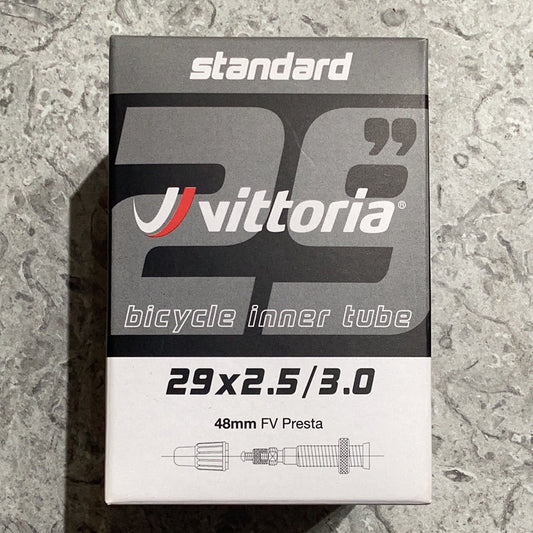 standard
29”
vittoria®
bicycle inner tube
29x2.5/3.0
48mm FV Presta